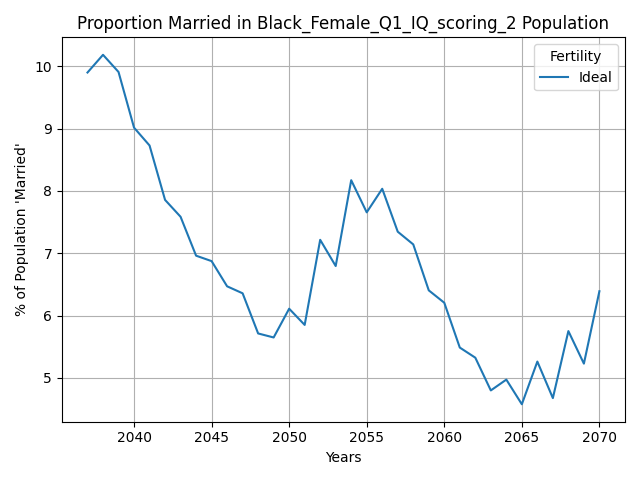 Proportion Married in Black_Female_Q1_IQ_scoring_2 Population
Fertility
Ideal
% of Population 'Married'
10
9
8
7
6
5
2040 2045 2050 2055 2060 2065 2070
Years